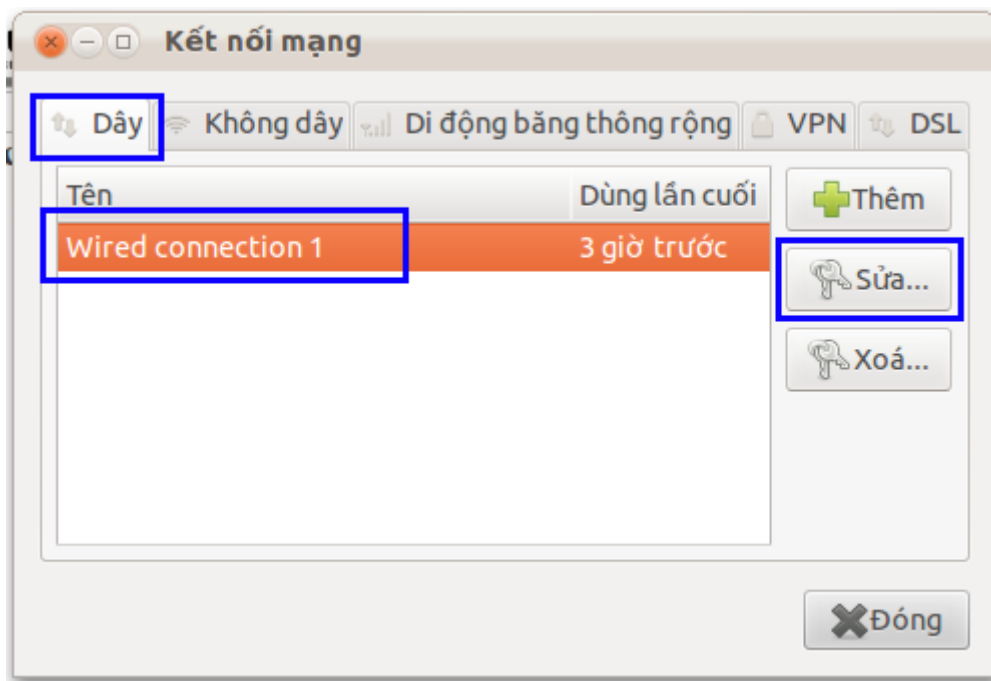 Kết nối mạng
Dây Không dây Di động băng thông rộng VPN DSL
Tên Dùng lần cuối
Thêm
Wired connection 1 3 giờ trước
Sửa...
Xoá...
Đóng